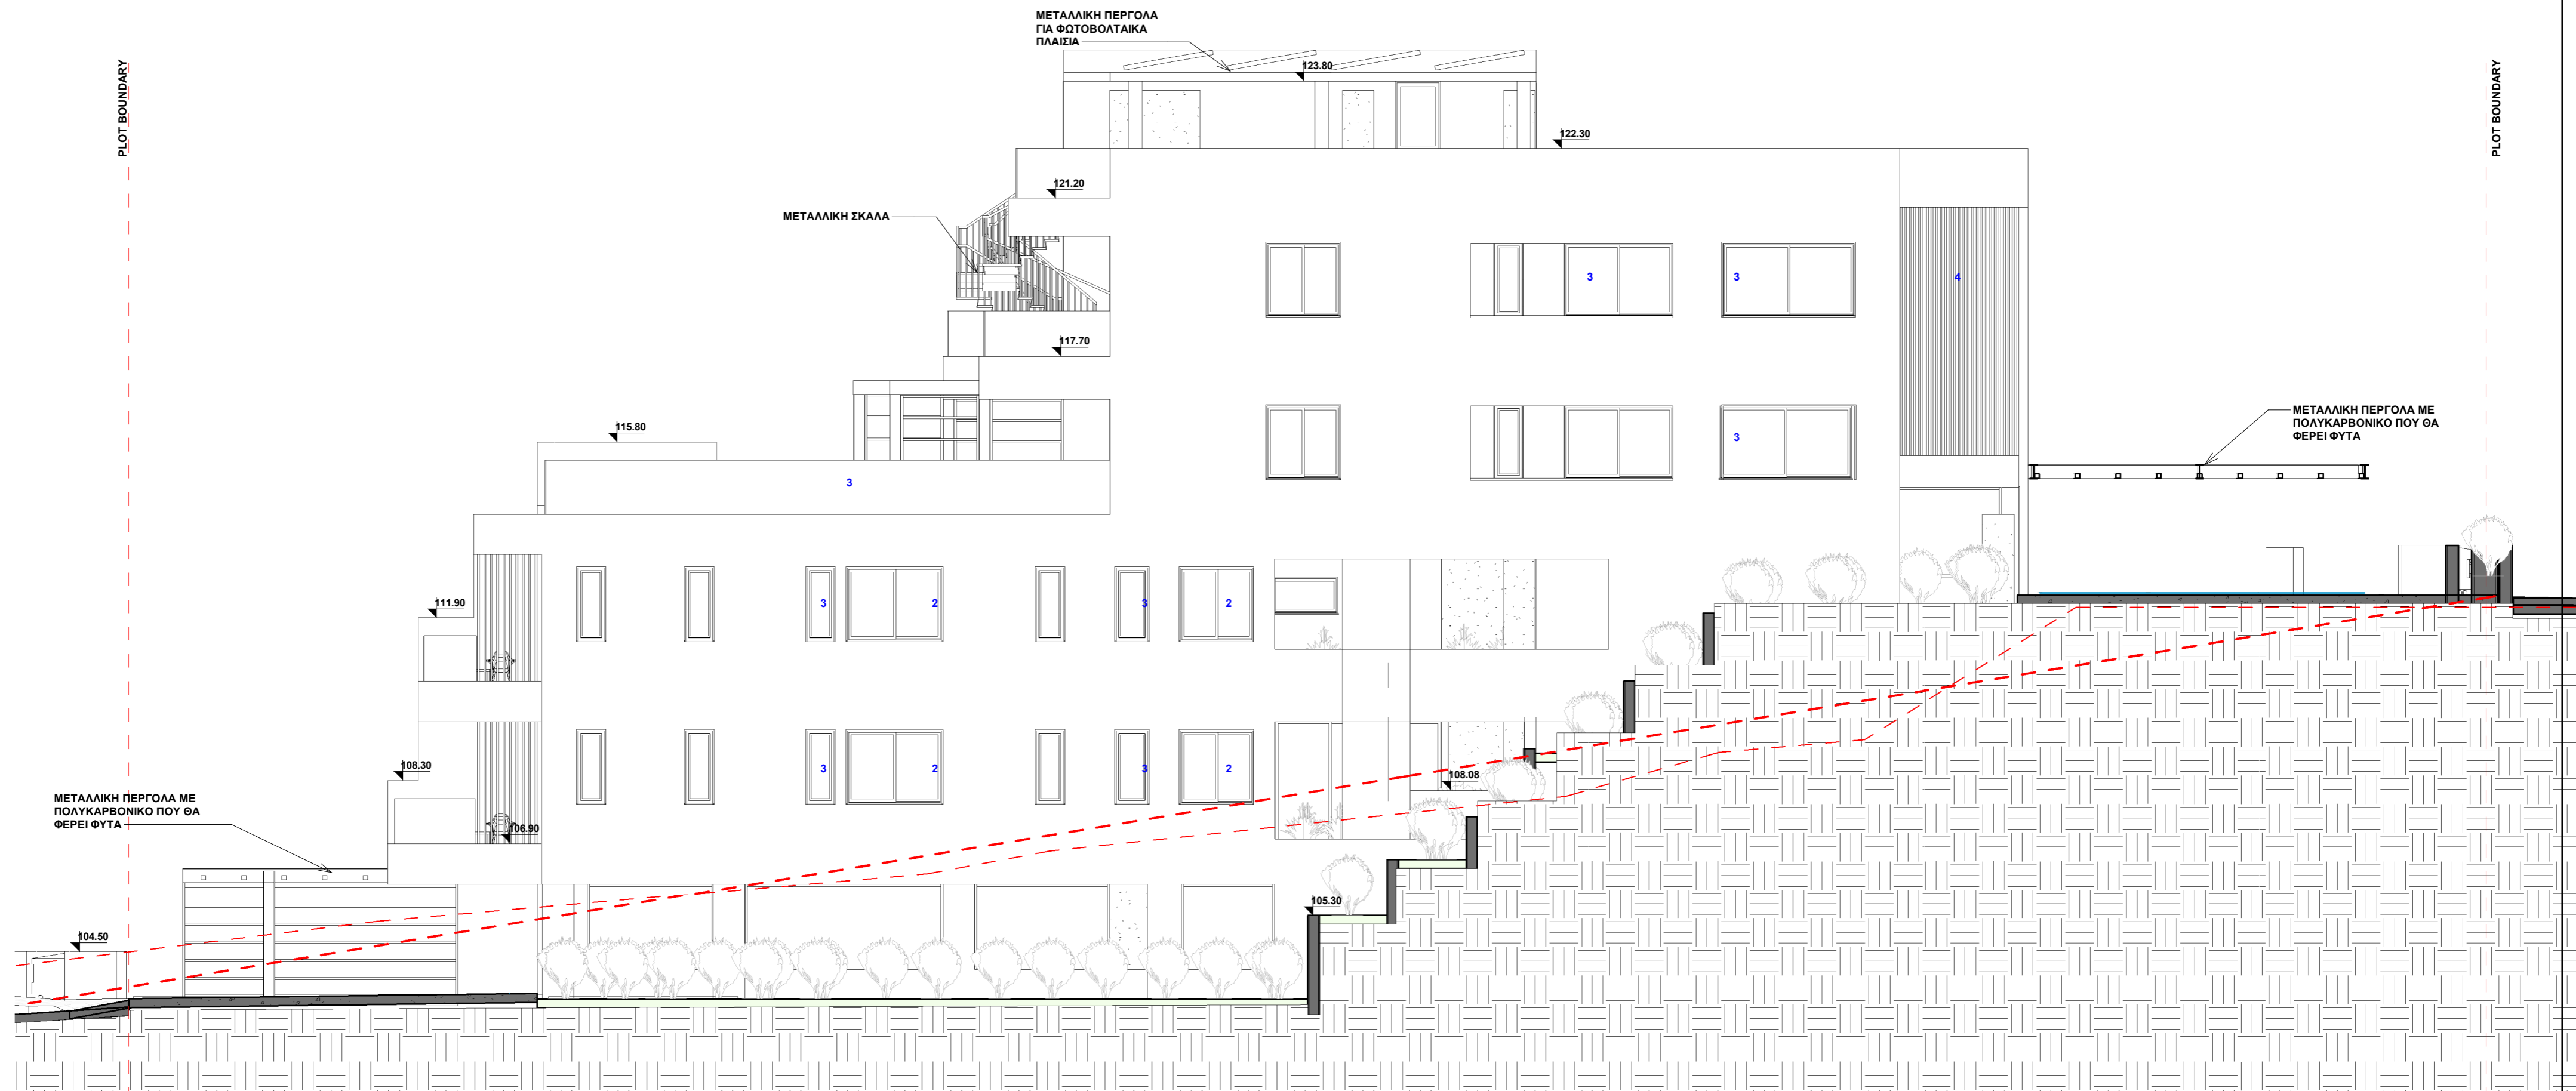 ΜΕΤΑΛΛΙΚΗ ΠΕΡΓΟΛΑ
ΓΙΑ ΦΩΤΟΒΟΛΤΑΙΚΑ
ΠΛΑΙΣΙΑ
PLOT BOUNDARY
PLOT BOUNDARY
123.80
122.30
121.20
ΜΕΤΑΛΛΙΚΗ ΣΚΑΛΑ
3
3
4
117.70
ΜΕΤΑΛΛΙΚΗ ΠΕΡΓΟΛΑ ΜΕ
ΠΟΛΥΚΑΡΒΟΝΙΚΟ ΠΟΥ ΘΑ
ΦΕΡΕΙ ΦΥΤΑ
115.80
3
3
111.90
3
2
3
2
108.30
3
2
3
2
108.08
ΜΕΤΑΛΛΙΚΗ ΠΕΡΓΟΛΑ ΜΕ
ΠΟΛΥΚΑΡΒΟΝΙΚΟ ΠΟΥ ΘΑ
ΦΕΡΕΙ ΦΥΤΑ
106.90
105.30
104.50